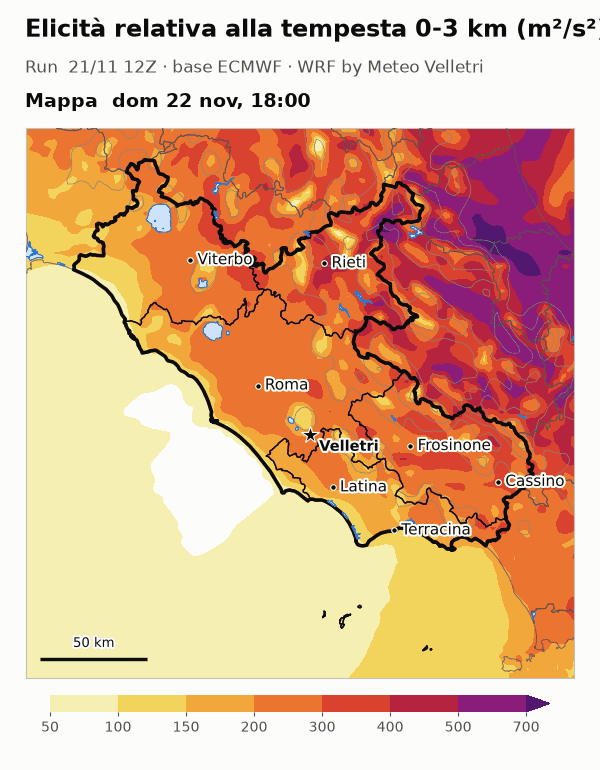 Elicità relativa alla tempesta 0-3 km (m²/s²)
Run 21/11 12Z · base ECMWF · WRF by Meteo Velletri
Mappa dom 22 nov, 18:00
Viterbo
Rieti
Roma
Velletri
Frosinone
Cassino
Latina
Terracina
50 km
50 100 150 200 300 400 500 700